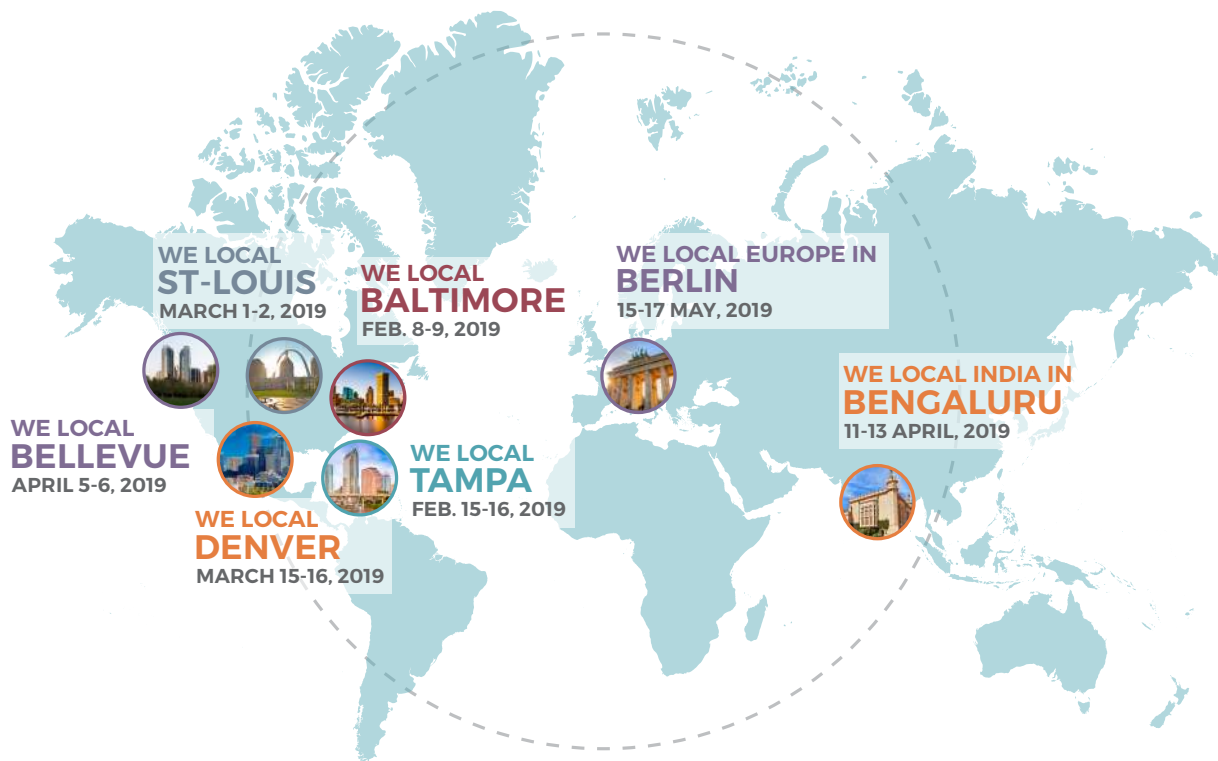 WE LOCAL
ST-LOUIS
MARCH 1-2, 2019
WE LOCAL
BALTIMORE
FEB. 8-9, 2019
WE LOCAL EUROPE IN
BERLIN
15-17 MAY, 2019
WE LOCAL INDIA IN
BENGALURU
11-13 APRIL, 2019
WE LOCAL
BELLEVUE
APRIL 5-6, 2019
WE LOCAL
TAMPA
FEB. 15-16, 2019
WE LOCAL
DENVER
MARCH 15-16, 2019